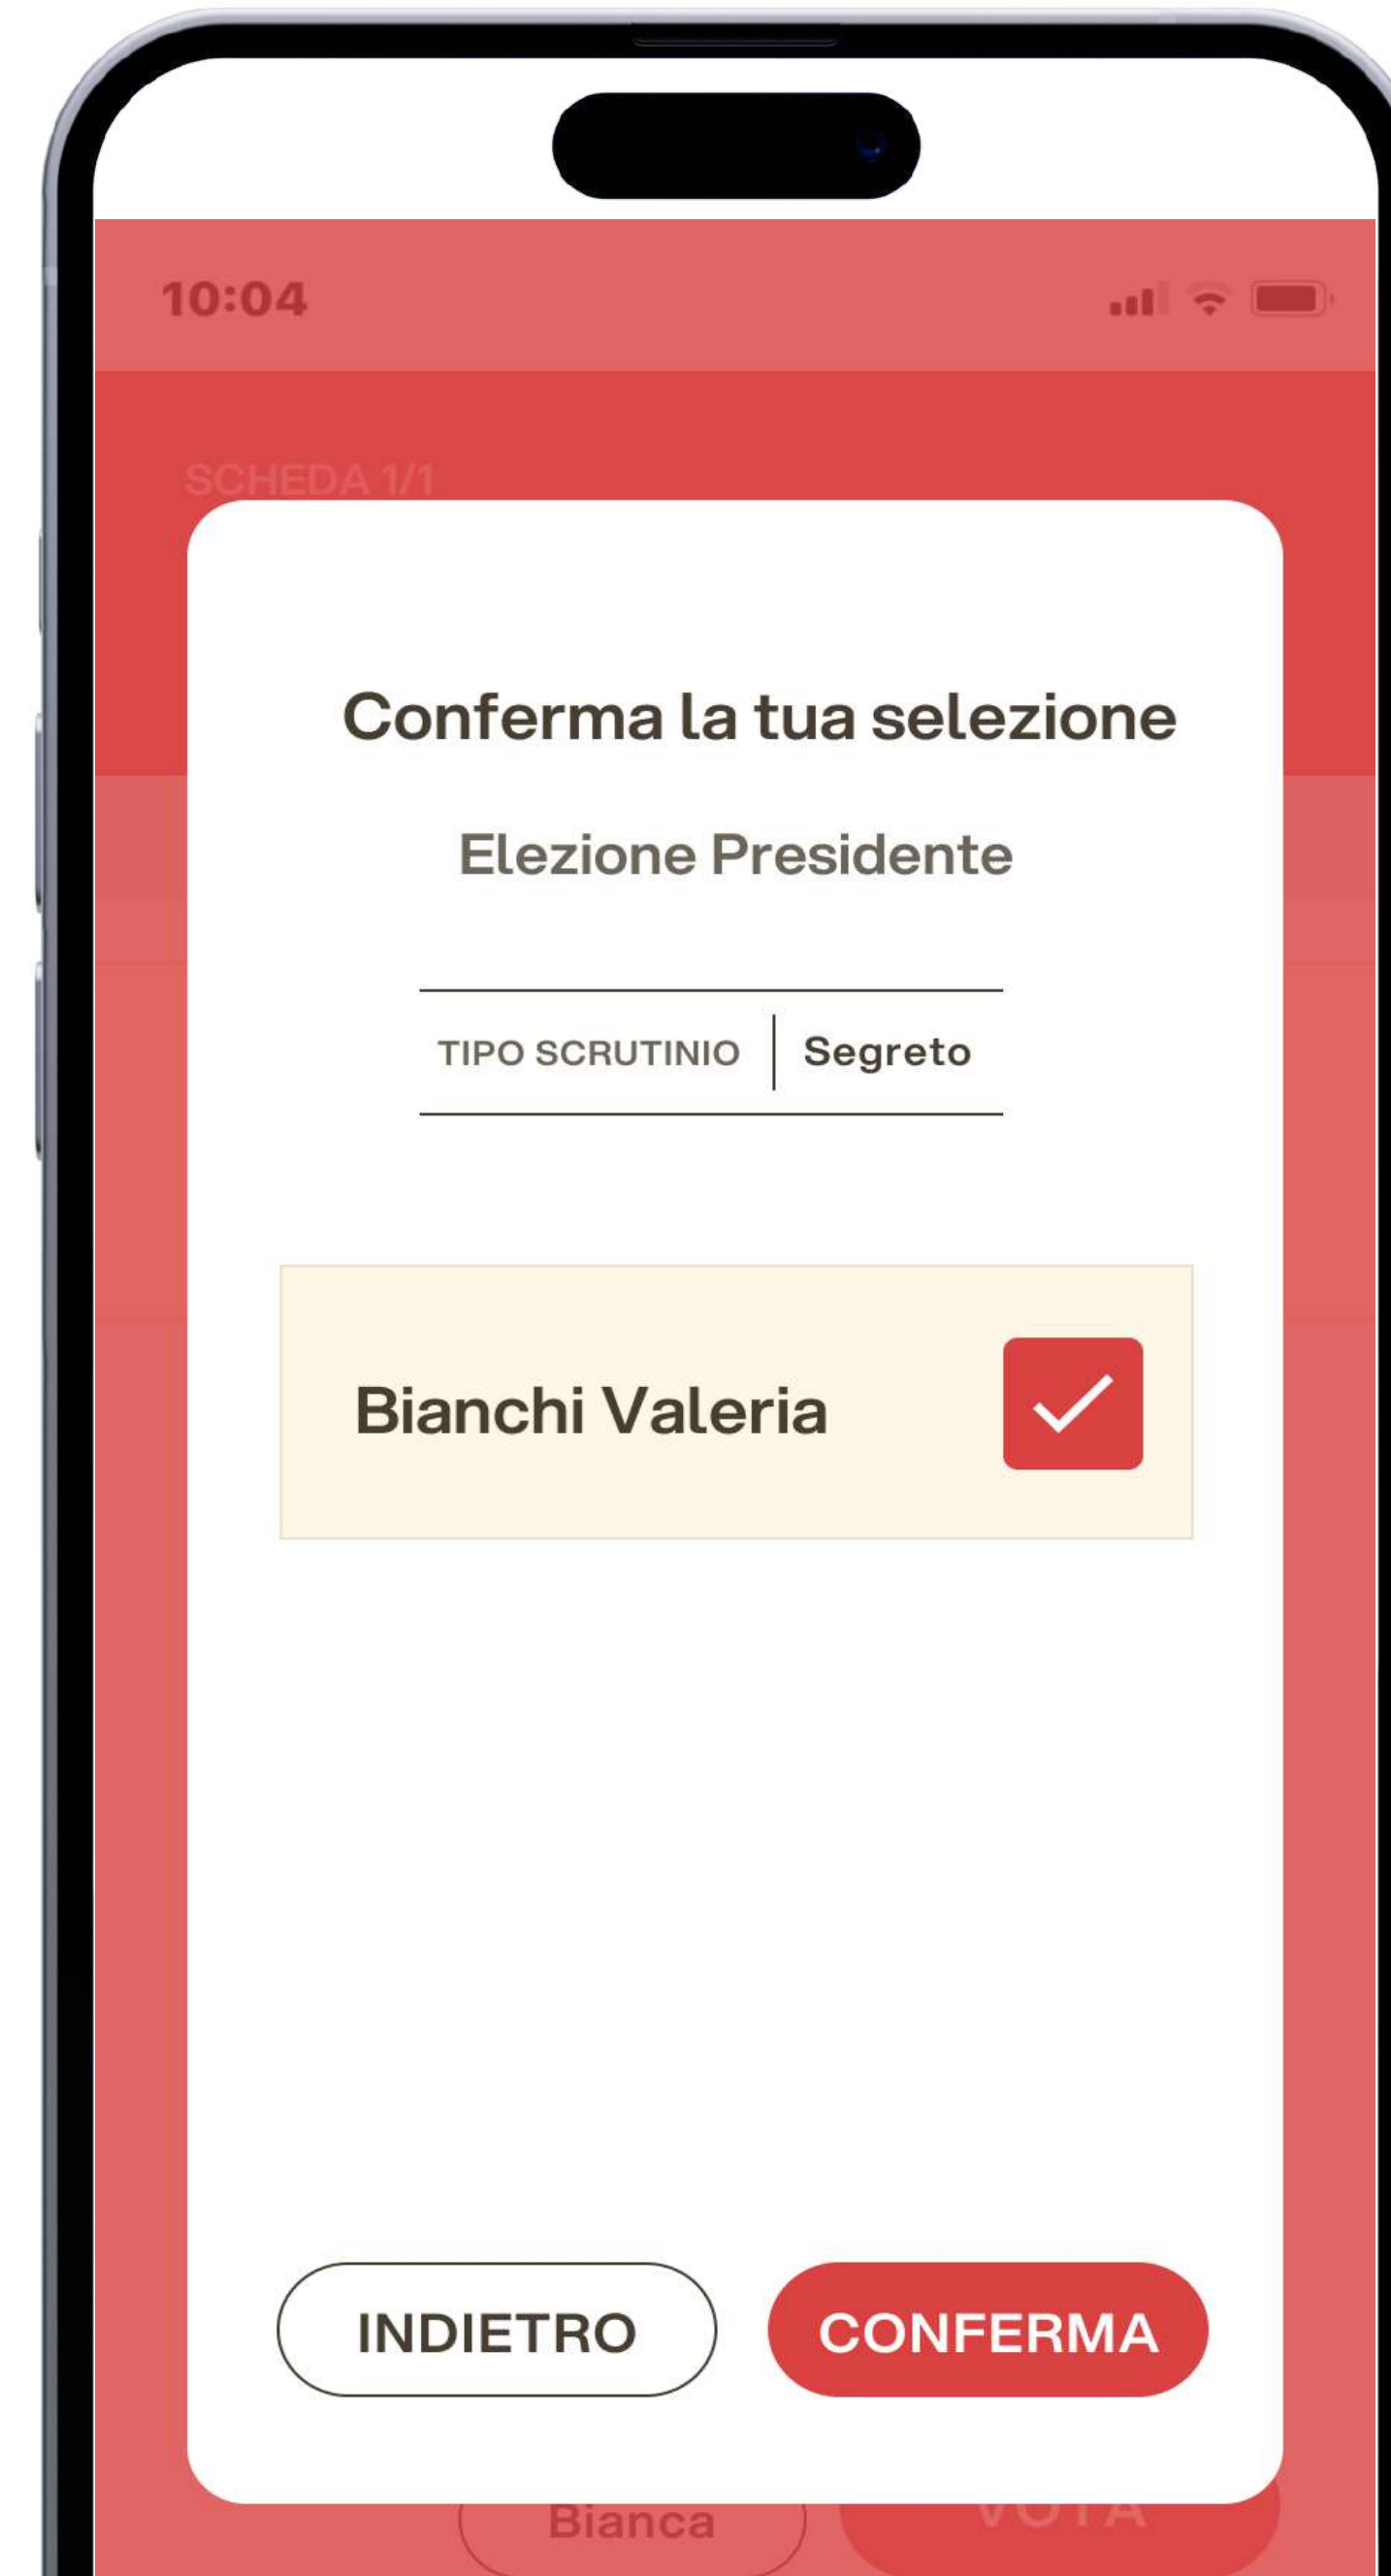 10:04
SCHEDA 1/1
Conferma la tua selezione
Elezione Presidente
TIPO SCRUTINIO Segreto
Bianchi Valeria
INDIETRO CONFERMA
Bianca VOTA